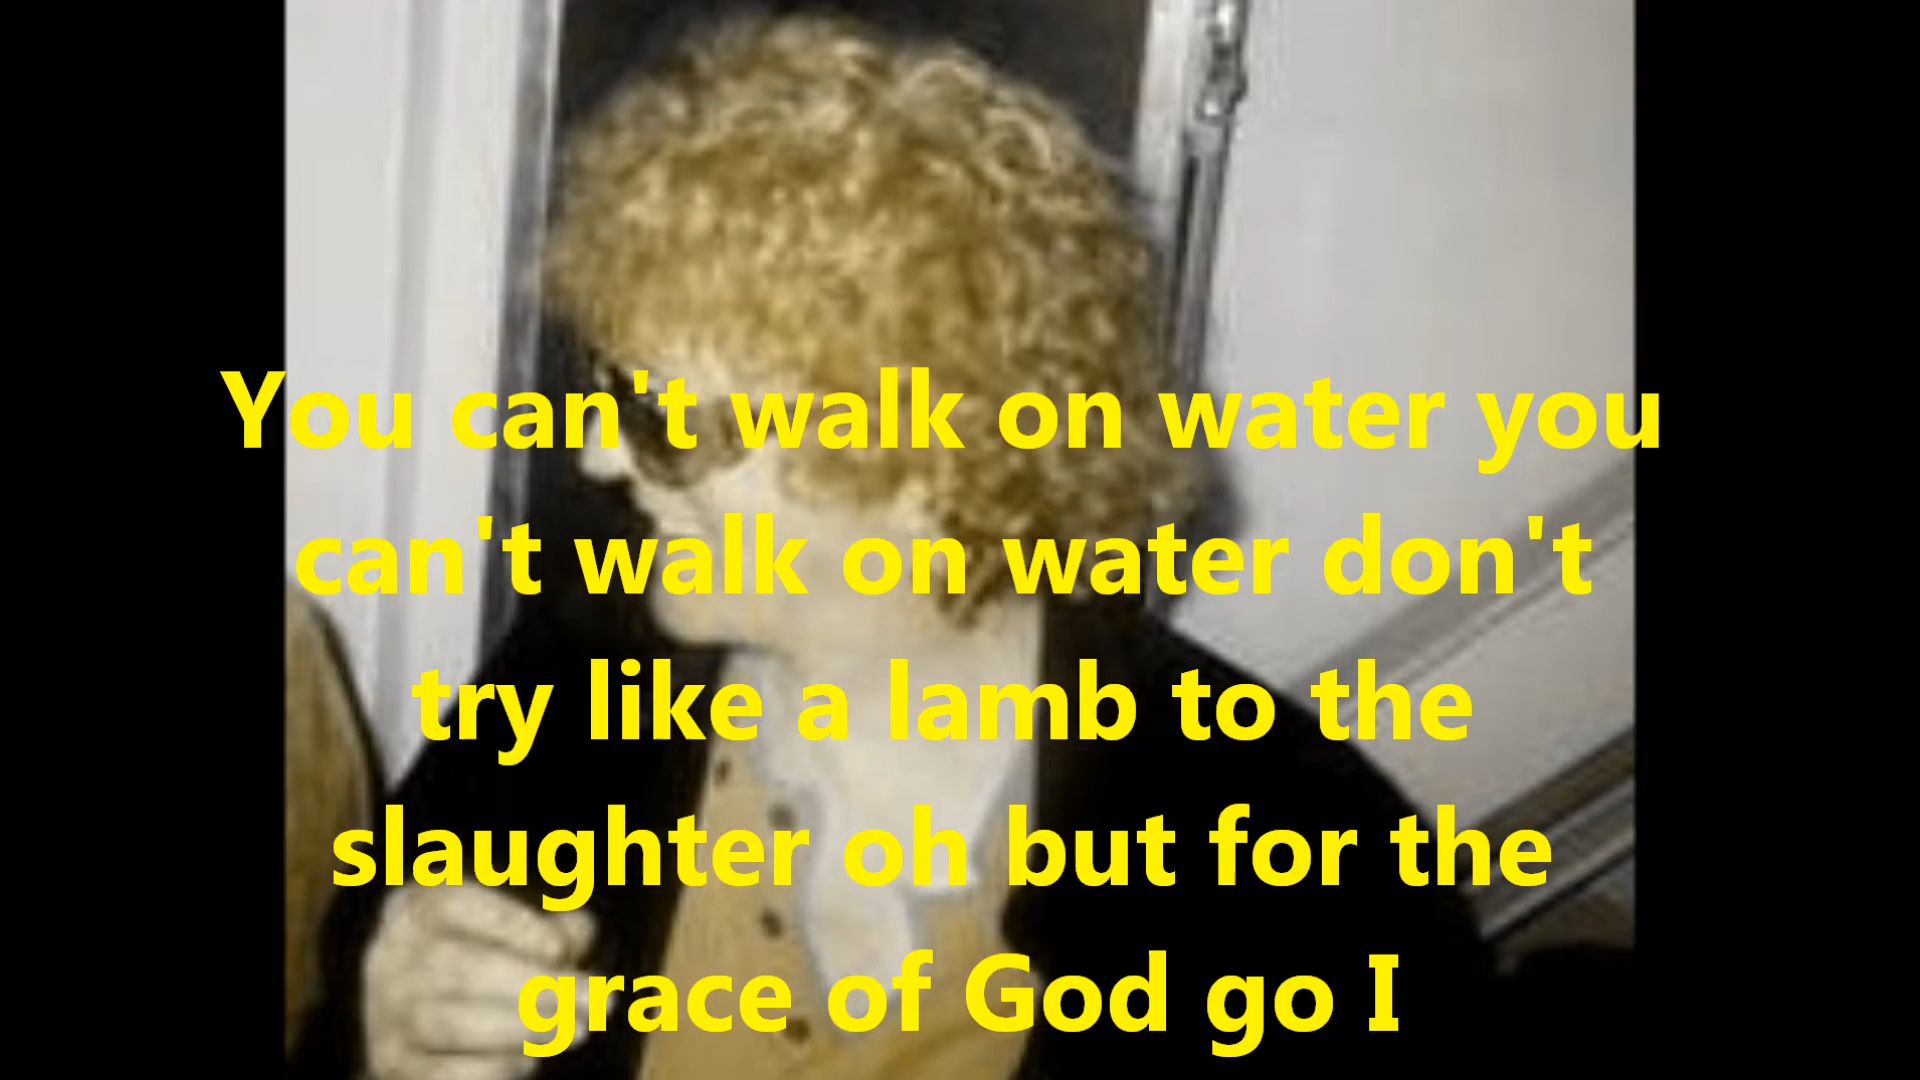 You can't walk on water you
can't walk on water don't
try like a lamb to the
slaughter oh but for the
grace of God go I